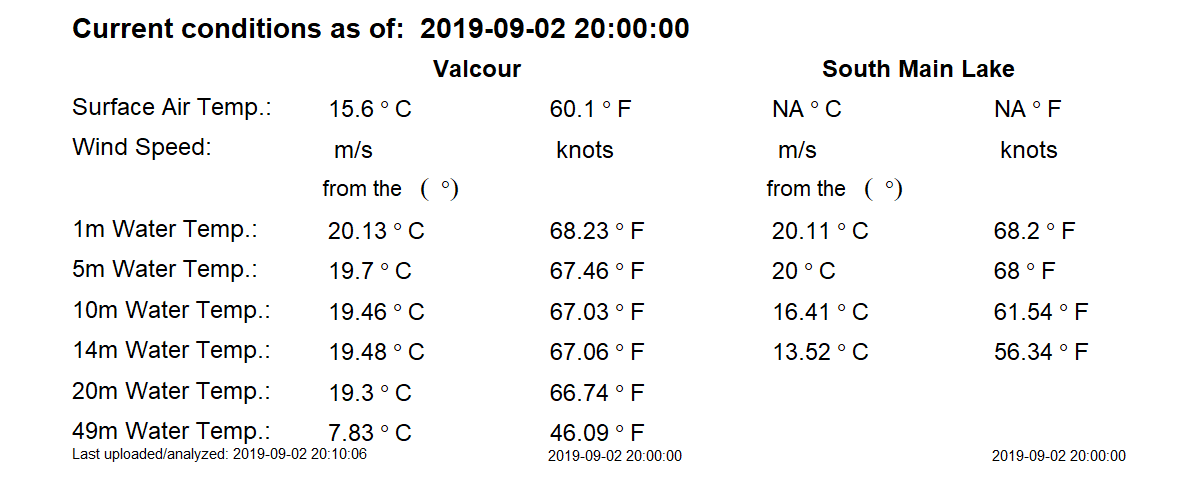 Current conditions as of:  2019-09-02 20:00:00
Valcour South Main Lake
Surface Air Temp.: 15.6 ° C 60.1 ° F NA ° C NA ° F
Wind Speed: m/s knots m/s knots
from the ( °) from the ( °)
1m Water Temp.: 20.13 ° C 68.23 ° F 20.11 ° C 68.2 ° F
5m Water Temp.: 19.7 ° C 67.46 ° F 20 ° C 68 ° F
10m Water Temp.: 19.46 ° C 67.03 ° F 16.41 ° C 61.54 ° F
14m Water Temp.: 19.48 ° C 67.06 ° F 13.52 ° C 56.34 ° F
20m Water Temp.: 19.3 ° C 66.74 ° F
49m Water Temp.: 7.83 ° C 46.09 ° F
Last uploaded/analyzed: 2019-09-02 20:10:06 2019-09-02 20:00:00 2019-09-02 20:00:00